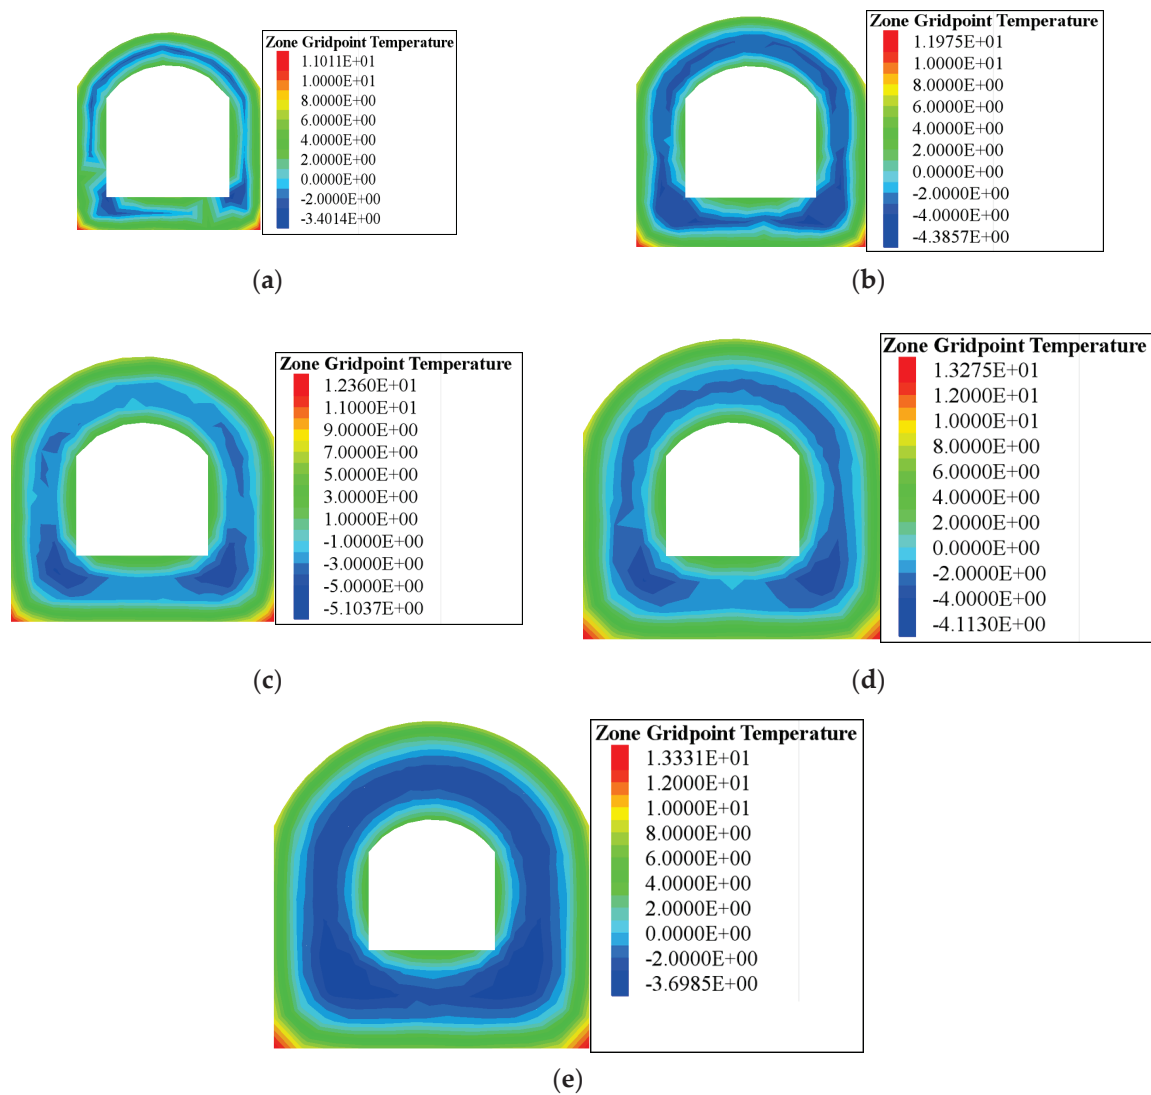 Zone Gridpoint Temperature
1.1011E+01
1.0000E+01
8.0000E+00
6.0000E+00
4.0000E+00
2.0000E+00
0.0000E+00
-2.0000E+00
-3.4014E+00
(a)
Zone Gridpoint Temperature
1.1975E+01
1.0000E+01
8.0000E+00
6.0000E+00
4.0000E+00
2.0000E+00
0.0000E+00
-2.0000E+00
-4.0000E+00
-4.3857E+00
(b)
Zone Gridpoint Temperature
1.2360E+01
1.1000E+01
9.0000E+00
7.0000E+00
5.0000E+00
3.0000E+00
1.0000E+00
-1.0000E+00
-3.0000E+00
-5.0000E+00
-5.1037E+00
(c)
Zone Gridpoint Temperature
1.3275E+01
1.2000E+01
1.0000E+01
8.0000E+00
6.0000E+00
4.0000E+00
2.0000E+00
0.0000E+00
-2.0000E+00
-4.0000E+00
-4.1130E+00
(d)
Zone Gridpoint Temperature
1.3331E+01
1.2000E+01
1.0000E+01
8.0000E+00
6.0000E+00
4.0000E+00
2.0000E+00
0.0000E+00
-2.0000E+00
-3.6985E+00
(e)